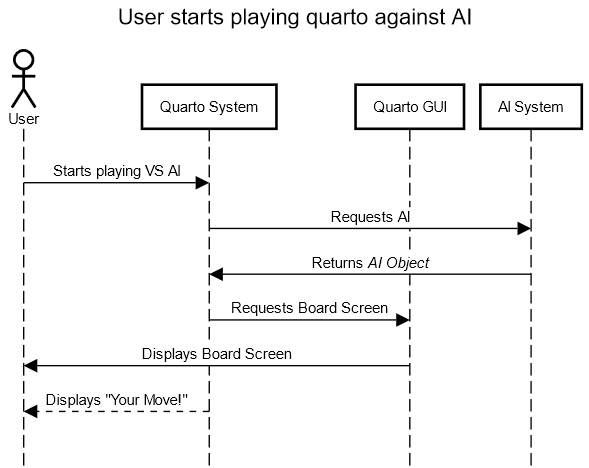 User starts playing quarto against AI
User
Quarto System
Quarto GUI
AI System
Starts playing VS AI
Requests AI
Returns AI Object
Requests Board Screen
Displays Board Screen
Displays "Your Move!"